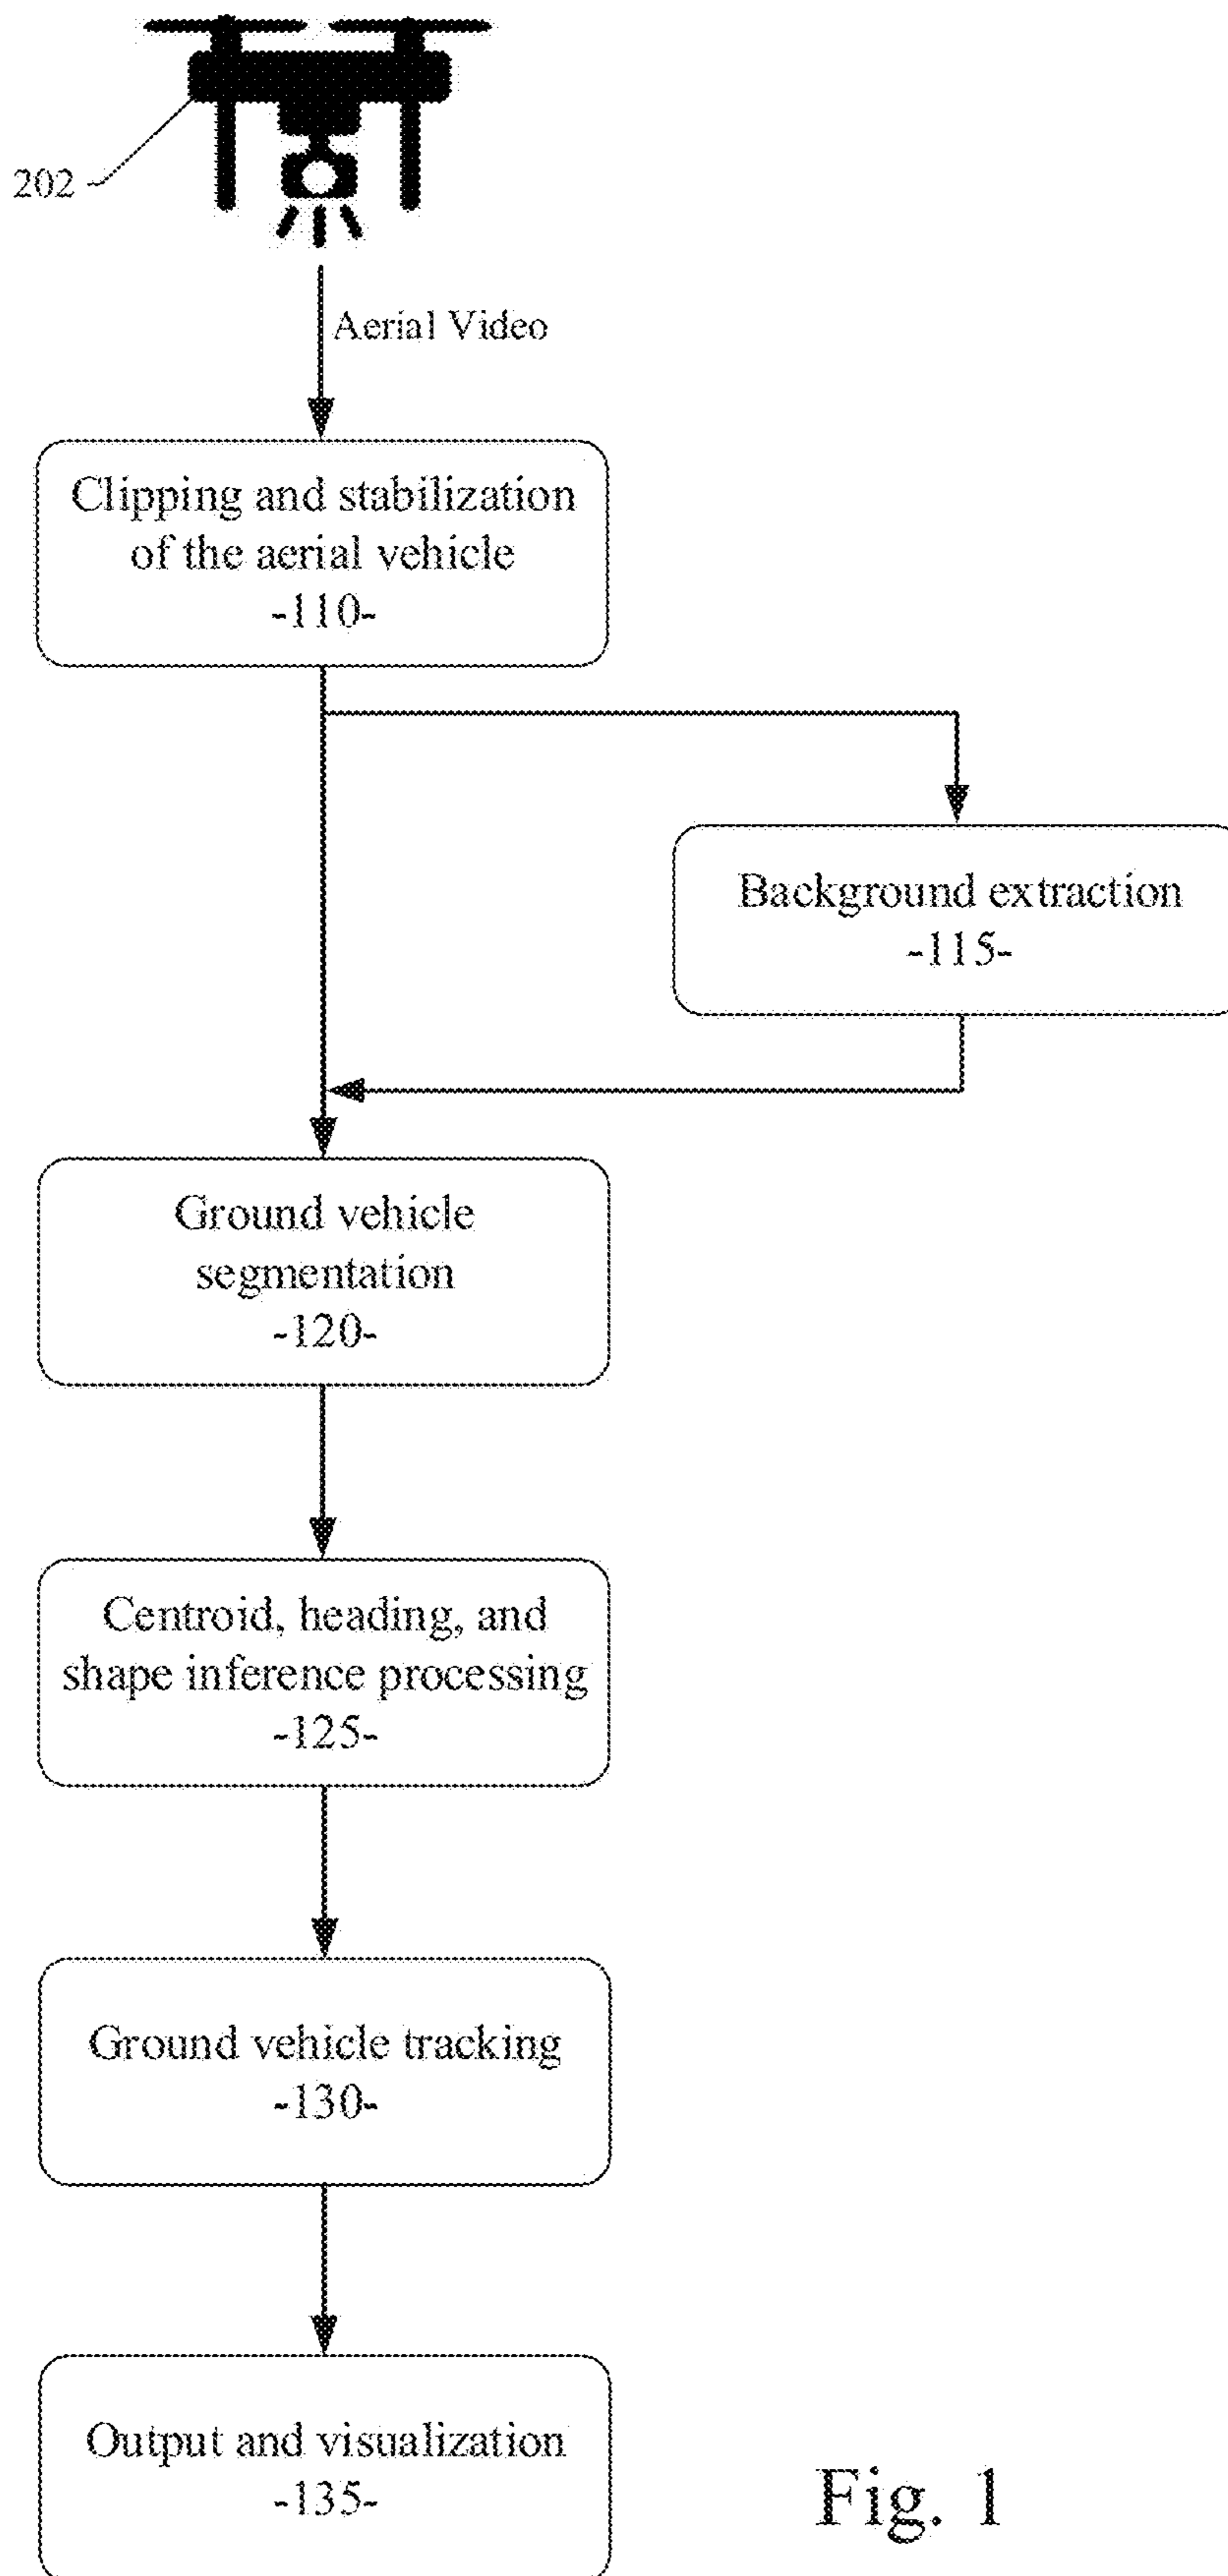 202
Aerial Video
Clipping and stabilization
of the aerial vehicle
-110-
Background extraction
-115-
Ground vehicle
segmentation
-120-
Centroid, heading, and
shape inference processing
-125-
Ground vehicle tracking
-130-
Output and visualization
-135-
Fig. 1